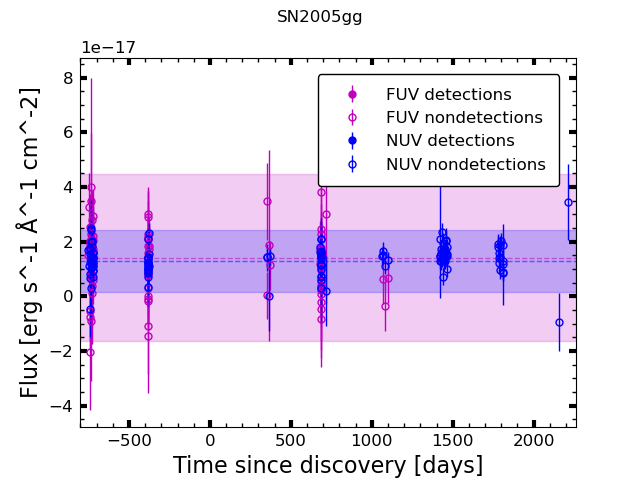 SN2005gg
1e−17
FUV detections
FUV nondetections
NUV detections
NUV nondetections
8
6
4
2
0
−2
−4
Flux [erg s^-1 Å^-1 cm^-2]
−500
0
500
1000
1500
2000
Time since discovery [days]